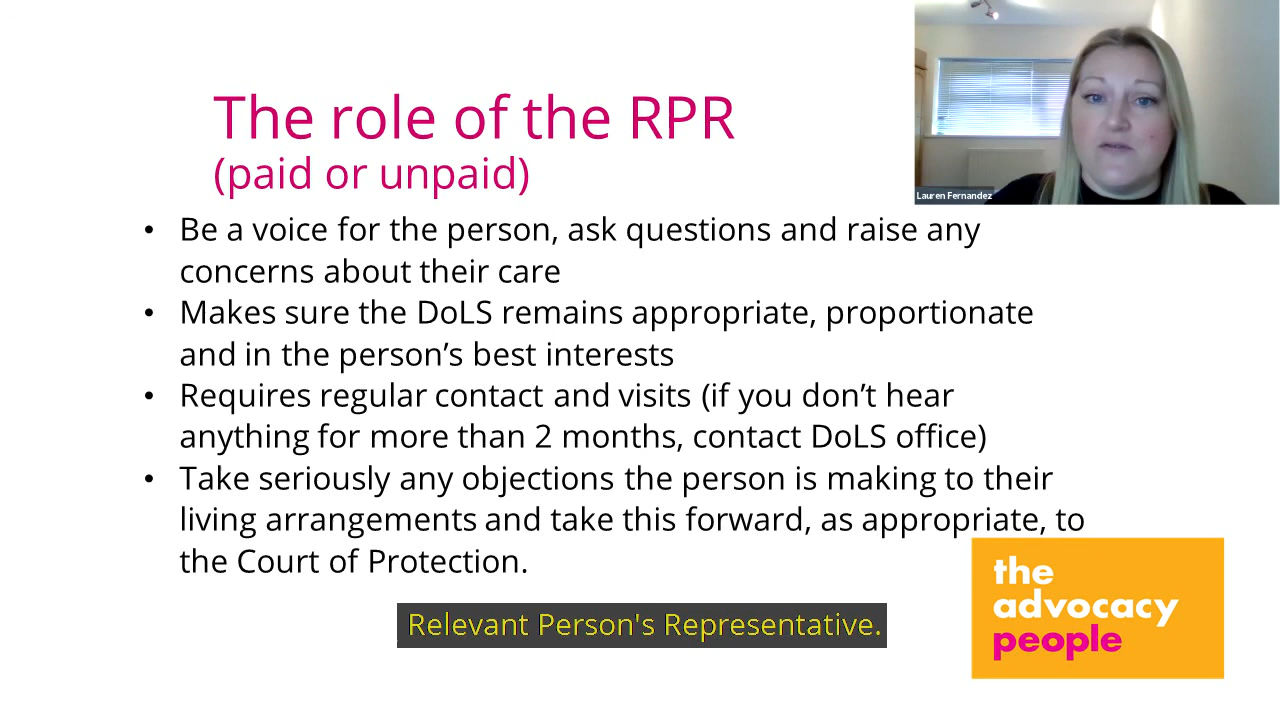 The role of the RPR
(paid or unpaid)
Lauren Fernandez
• Be a voice for the person, ask questions and raise any
concerns about their care
• Makes sure the DoLS remains appropriate, proportionate
and in the person’s best interests
• Requires regular contact and visits (if you don’t hear
anything for more than 2 months, contact DoLS office)
• Take seriously any objections the person is making to their
living arrangements and take this forward, as appropriate, to
the Court of Protection.
Relevant Person's Representative.
the
advocacy
people